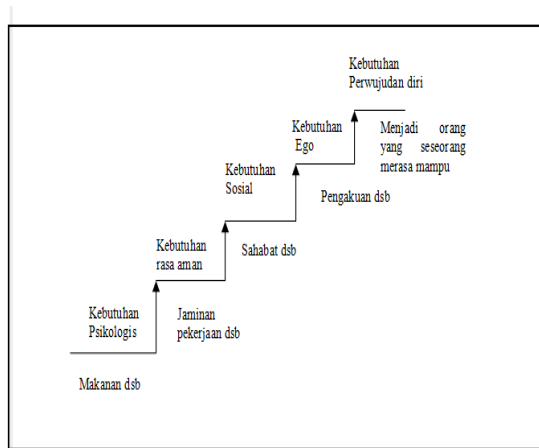 Kebutuhan
Perwujudan diri
Menjadi orang
yang seseorang
merasa mampu
Kebutuhan
Ego
Pengakuan dsb
Kebutuhan
Sosial
Sahabat dsb
Kebutuhan
rasa aman
Jaminan
pekerjaan dsb
Kebutuhan
Psikologis
Makanan dsb